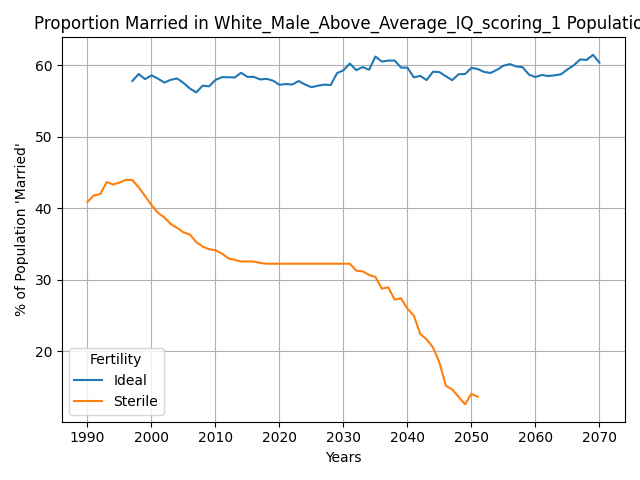 Proportion Married in White_Male_Above_Average_IQ_scoring_1 Populatio
% of Population 'Married'
60
50
40
30
20
Fertility
Ideal
Sterile
1990 2000 2010 2020 2030 2040 2050 2060 2070
Years